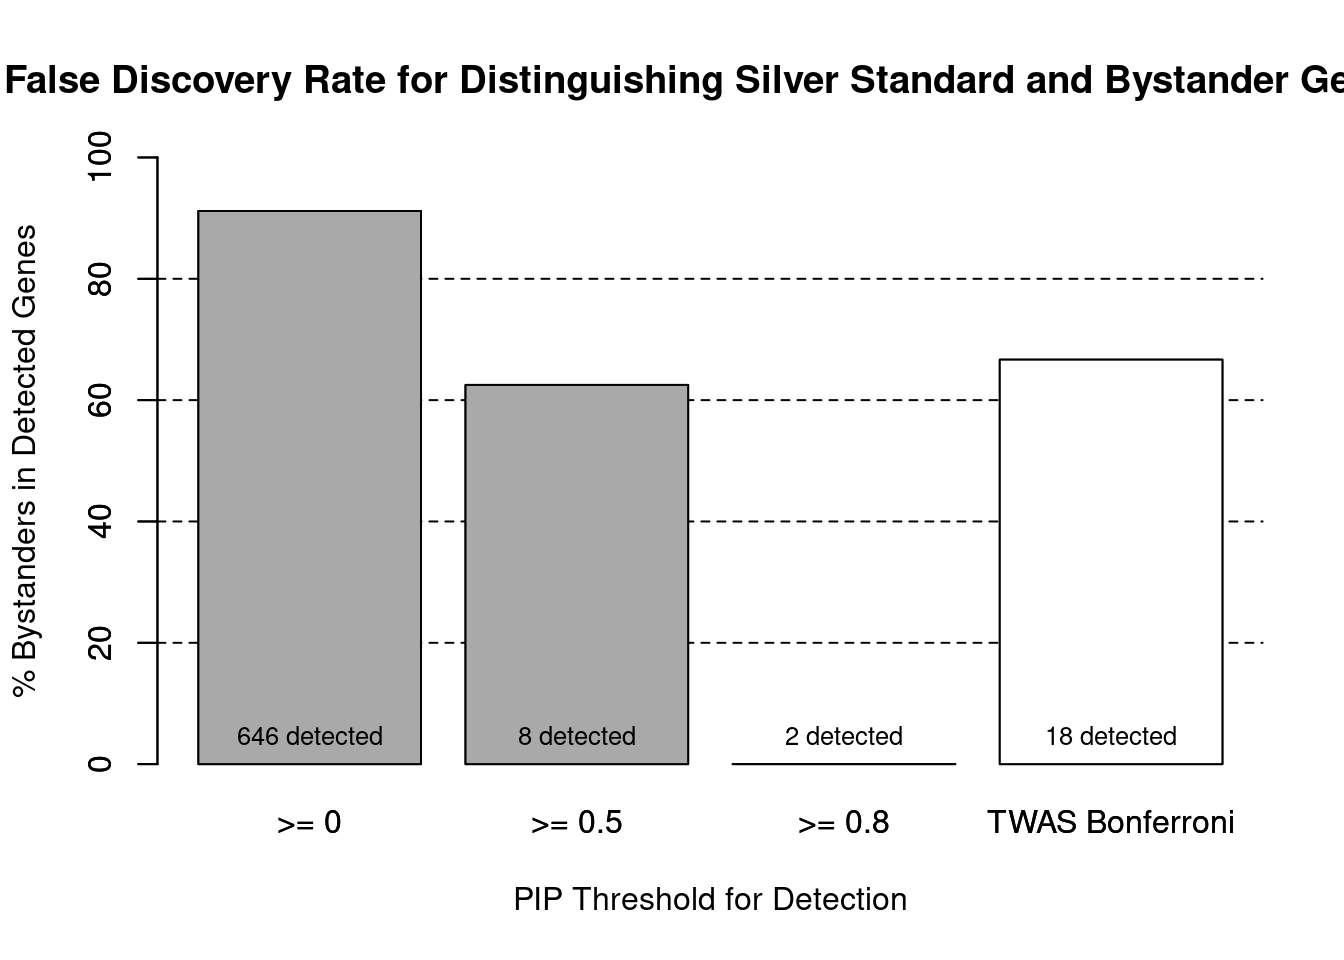 False Discovery Rate for Distinguishing Silver Standard and Bystander
% Bystanders in Detected Genes
100
80
60
40
20
0
646 detected
8 detected
2 detected
18 detected
>= 0
>= 0.5
>= 0.8
TWAS Bonferroni
PIP Threshold for Detection